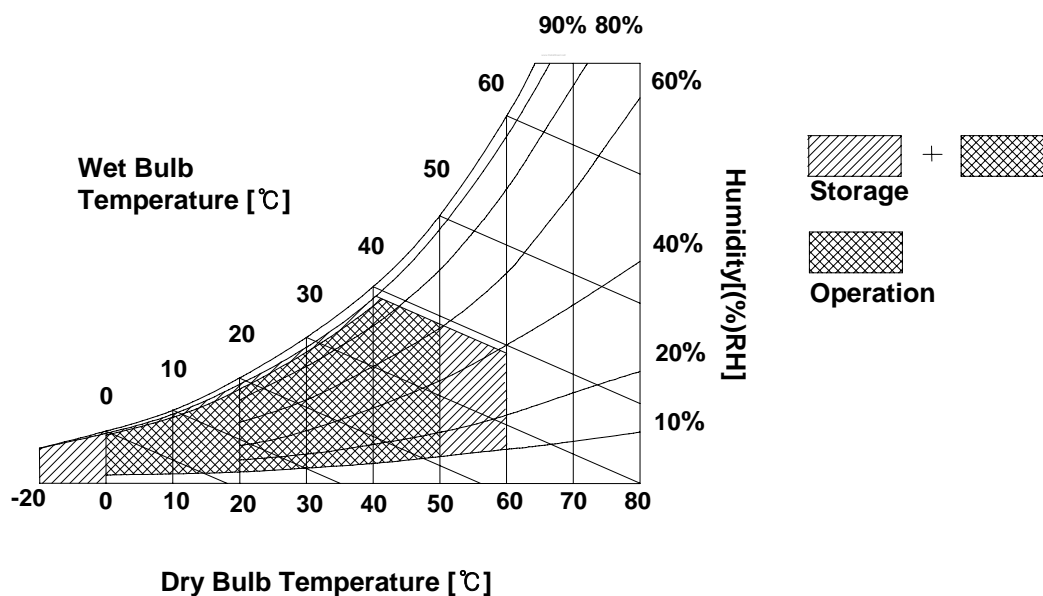 90% 80%
60
60%
Wet Bulb
Temperature [℃]
50
40
30
20
10
0
Humidity[(%)RH]
40%
20%
10%
+
Storage
Operation
-20 0 10 20 30 40 50 60 70 80
Dry Bulb Temperature [℃]